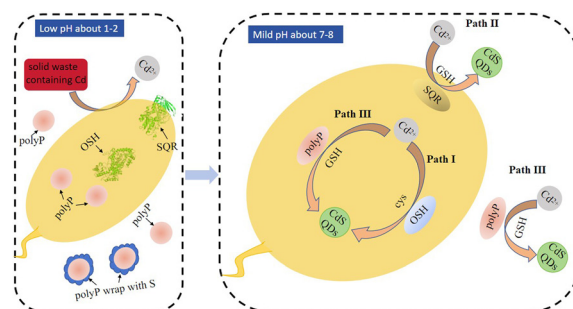 Low pH about 1-2
solid waste
containing Cd
Cd²⁺
polyP
OSH
SQR
polyP
polyP
polyP wrap with S
Mild pH about 7-8
Path II
Cd²⁺
GSH
SQR
CdS
QDs
Path III
polyP
GSH
Cd²⁺
Path I
cys
OSH
CdS
QDs
Path III
Cd²⁺
polyP
GSH
CdS
QDs